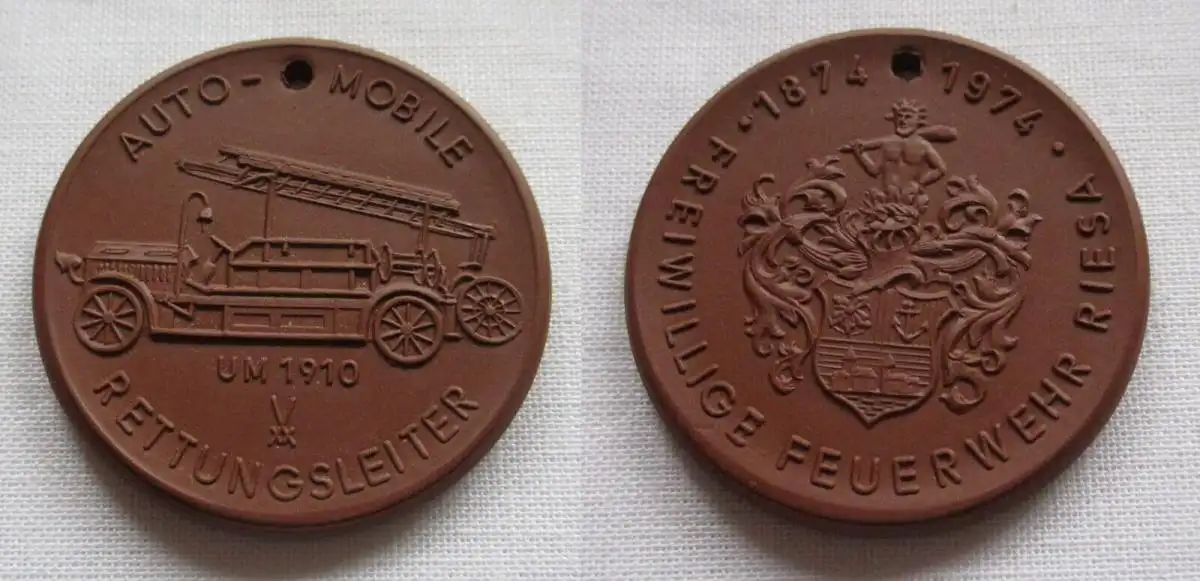 AUTO-MOBILE
UM 1910
RETTUNGSLEITER
· 1874 1974 ·
FREIWILLIGE FEUERWEHR RIESA